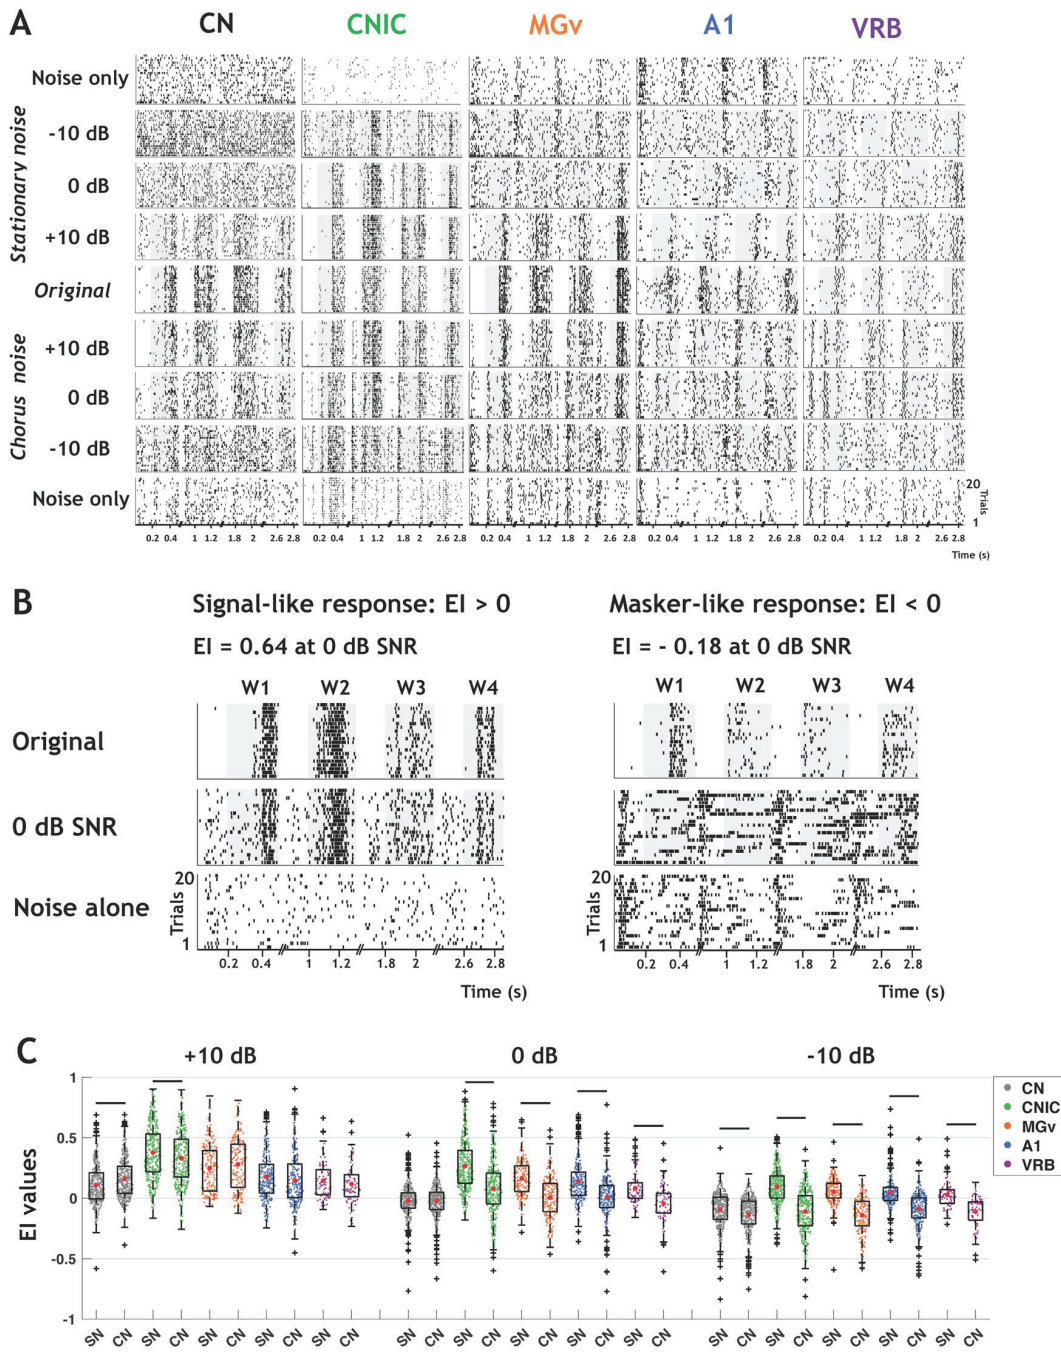 A
CN CNIC MGv A1 VRB
Stationary noise
Noise only
-10 dB
0 dB
+10 dB
Original
Chorus noise
+10 dB
0 dB
-10 dB
Noise only
20
Trials
1
0.2 0.4 1 1.2 1.8 2 2.6 2.8 0.2 0.4 1 1.2 1.8 2 2.6 2.8 0.2 0.4 1 1.2 1.8 2 2.6 2.8 0.2 0.4 1 1.2 1.8 2 2.6 2.8 0.2 0.4 1 1.2 1.8 2 2.6 2.8
Time (s)
B
Signal-like response: EI > 0
EI = 0.64 at 0 dB SNR
W1 W2 W3 W4
Masker-like response: EI < 0
EI = - 0.18 at 0 dB SNR
W1 W2 W3 W4
Original
0 dB SNR
Noise alone
20
Trials
1
0.2 0.4 1 1.2 1.8 2 2.6 2.8
Time (s)
20
Trials
1
0.2 0.4 1 1.2 1.8 2 2.6 2.8
Time (s)
C
+10 dB 0 dB -10 dB
EI values
1
0.5
0
-0.5
-1
SN CN SN CN SN CN SN CN SN CN SN CN SN CN SN CN SN CN SN CN SN CN SN CN SN CN SN CN SN CN
CN
CNIC
MGv
A1
VRB